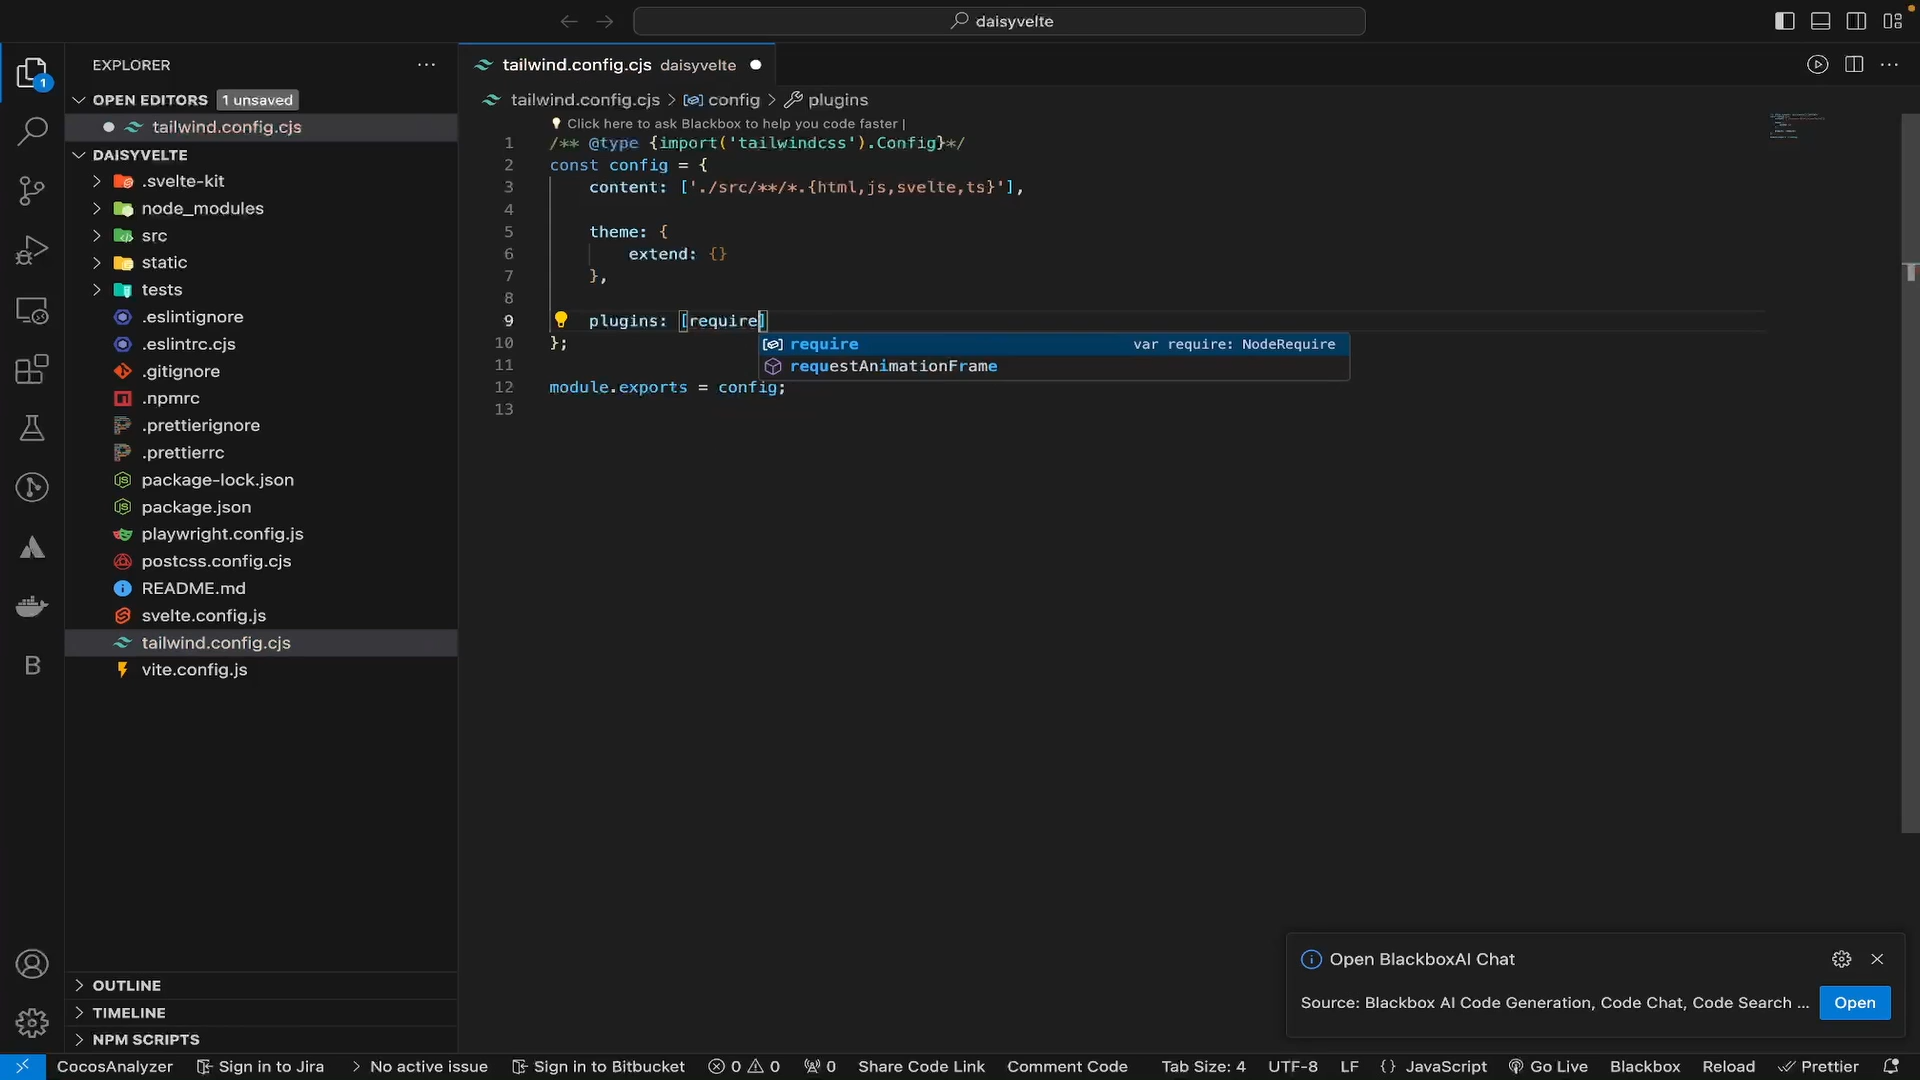 daisyvelte
EXPLORER
OPEN EDITORS 1 unsaved
tailwind.config.cjs
DAISYVELTE
.svelte-kit
node_modules
src
static
tests
.eslintignore
.eslintrc.cjs
.gitignore
.npmrc
.prettierignore
.prettierrc
package-lock.json
package.json
playwright.config.js
postcss.config.cjs
README.md
svelte.config.js
tailwind.config.cjs
vite.config.js
OUTLINE
TIMELINE
NPM SCRIPTS
1
B
tailwind.config.cjs daisyvelte
tailwind.config.cjs > config > plugins
Click here to ask Blackbox to help you code faster |
1 /** @type {import('tailwindcss').Config}*/
2 const config = {
3 content: ['./src/**/*.{html,js,svelte,ts}'],
4
5 theme: {
6 extend: {}
7 },
8
9 plugins: [require]
10 };
11
12 module.exports = config;
13
require var require: NodeRequire
requestAnimationFrame
Open BlackboxAI Chat
Source: Blackbox AI Code Generation, Code Chat, Code Search ... Open
CocosAnalyzer Sign in to Jira > No active issue Sign in to Bitbucket 0 0 0 Share Code Link Comment Code Tab Size: 4 UTF-8 LF {} JavaScript Go Live Blackbox Reload Prettier